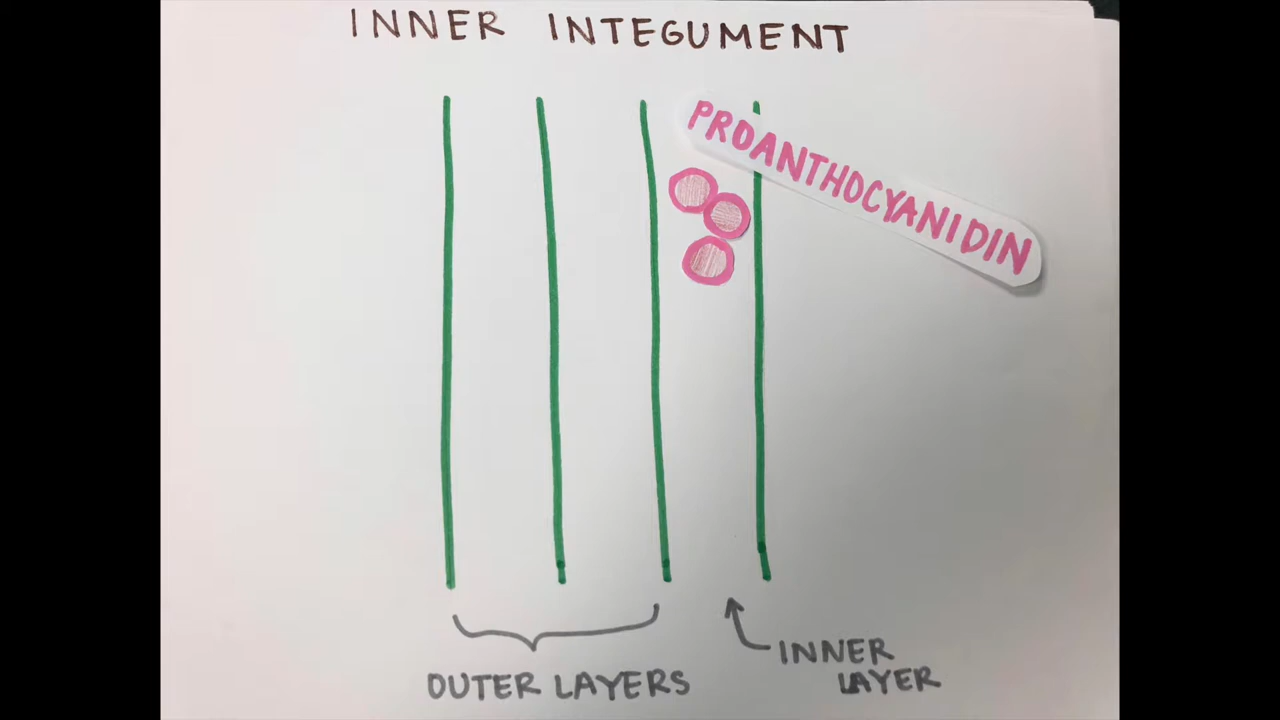 INNER INTEGUMENT
PROANTHOCYANIDIN
INNER
LAYER
OUTER LAYERS